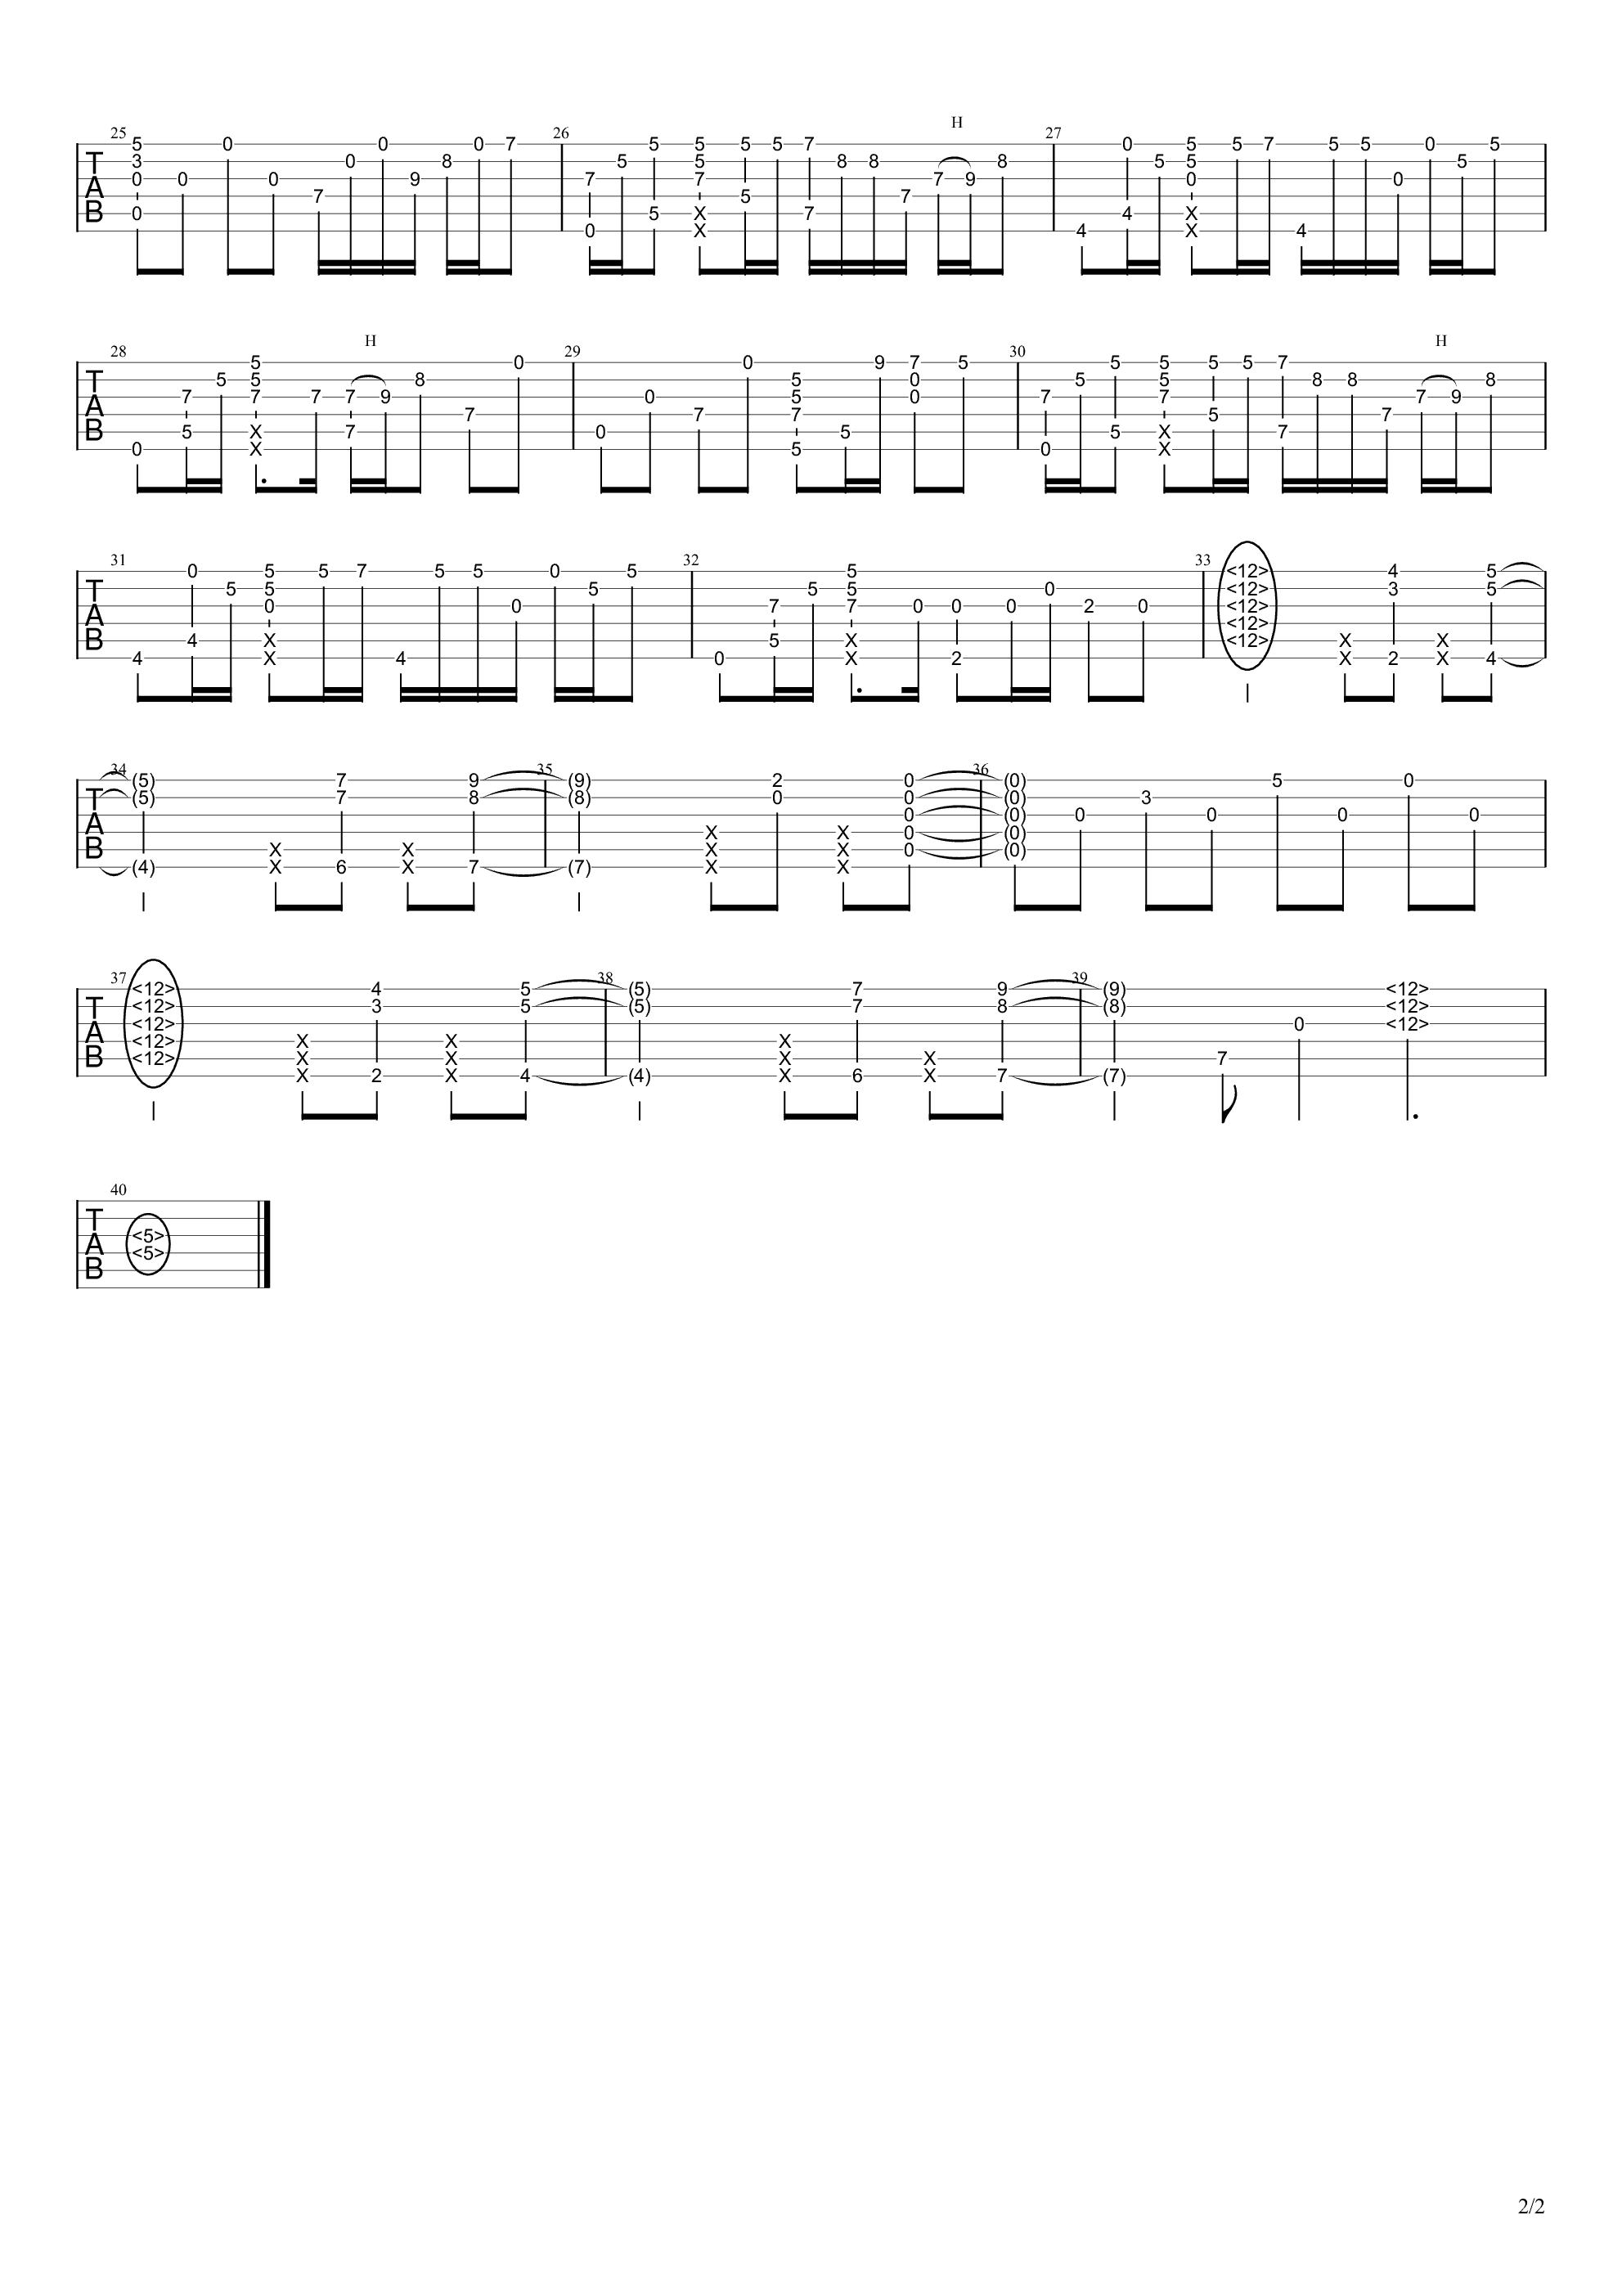 H
25 26 27
T 5 0 0 7 5 5 5 5 7 0 5 5 7 5 5 0 5
A 3 0 8 5 5 8 8 8 5 5 5
0 0 0 9 7 7 7 9 0 0
B 7 5 7
0 5 X 7 4 X
0 X 4 X 4
H H
28 29 30
5 0 0 9 7 5 5 5 5 5 7
T 5 5 8 5 0 5 5 8 8 8
A 7 7 7 7 9 0 5 0 7 7 7 9
7 7 7 5 7
B 5 X 7 0 5 5 X 7
0 X 5 0 X
31 32 33
0 5 5 7 5 5 0 5 5 <12> 4 5
T 5 5 5 5 5 0 <12> 3 5
A 0 0 7 7 0 0 0 2 0 <12>
<12>
B 4 X 5 X <12> X X
4 X 4 0 X 2 X 2 X 4
34 35 36
(5) 7 9 (9) 2 0 (0) 5 0
T (5) 7 8 (8) 0 0 (0) 3
A 0 (0) 0 0 0 0
X X 0 (0)
B X X X X 0 (0)
(4) X 6 X 7 (7) X X
37 38 39
<12> 4 5 (5) 7 9 (9) <12>
T <12> 3 5 (5) 7 8 (8) <12>
A <12> 0 <12>
<12> X X X
B <12> X X X X 7
X 2 X 4 (4) X 6 X 7 (7)
40
T
A <5>
<5>
B
2/2